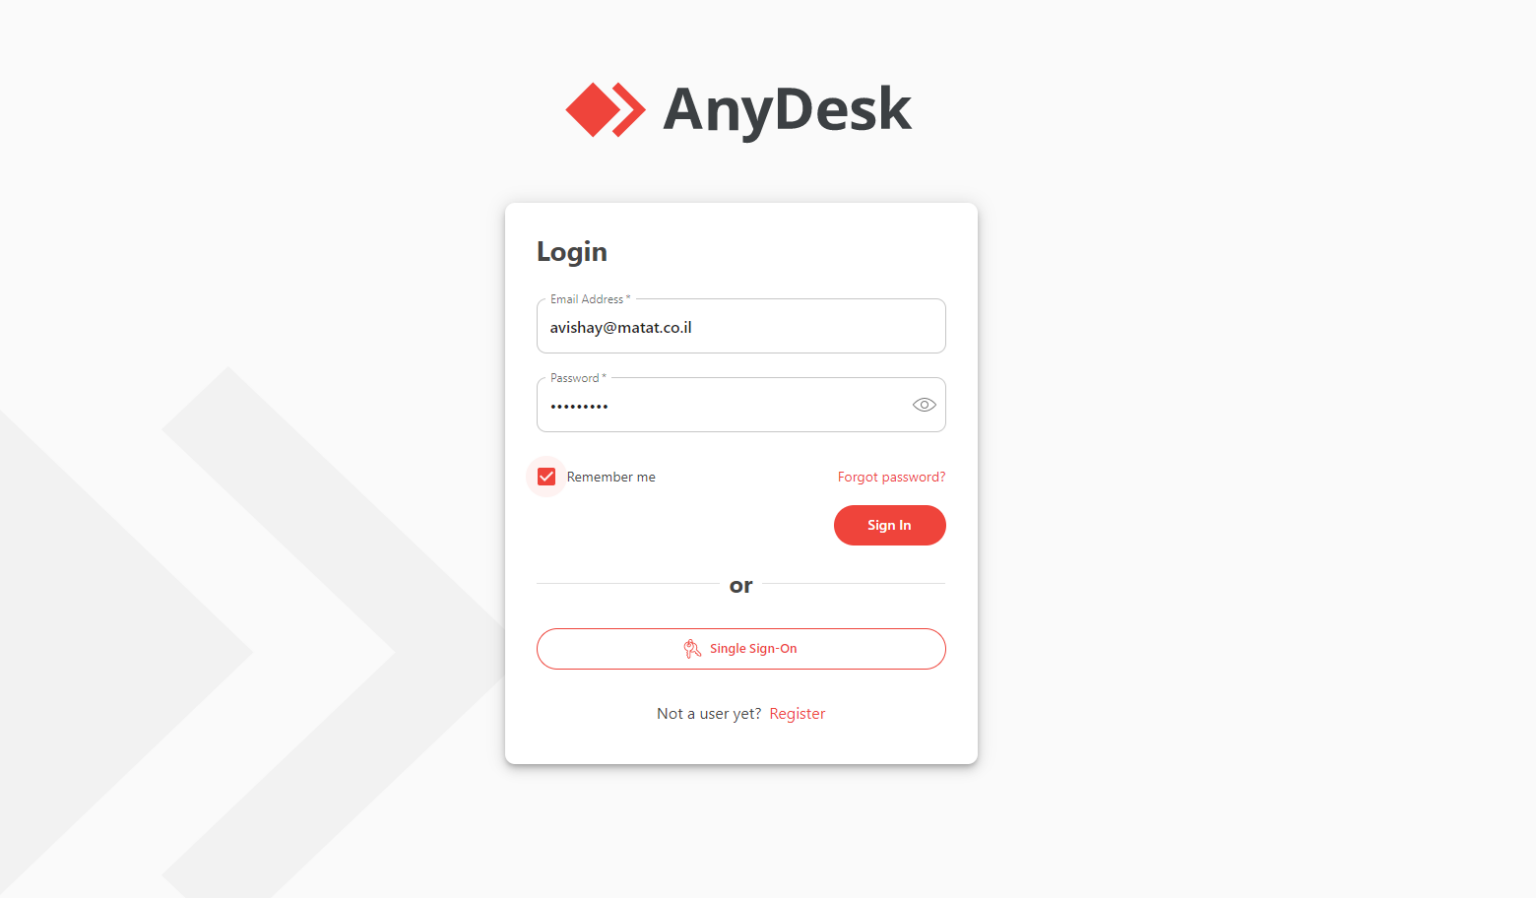 AnyDesk
Login
Email Address *
avishay@matat.co.il
Password *
•••••••••
Remember me
Forgot password?
Sign In
or
Single Sign-On
Not a user yet? Register